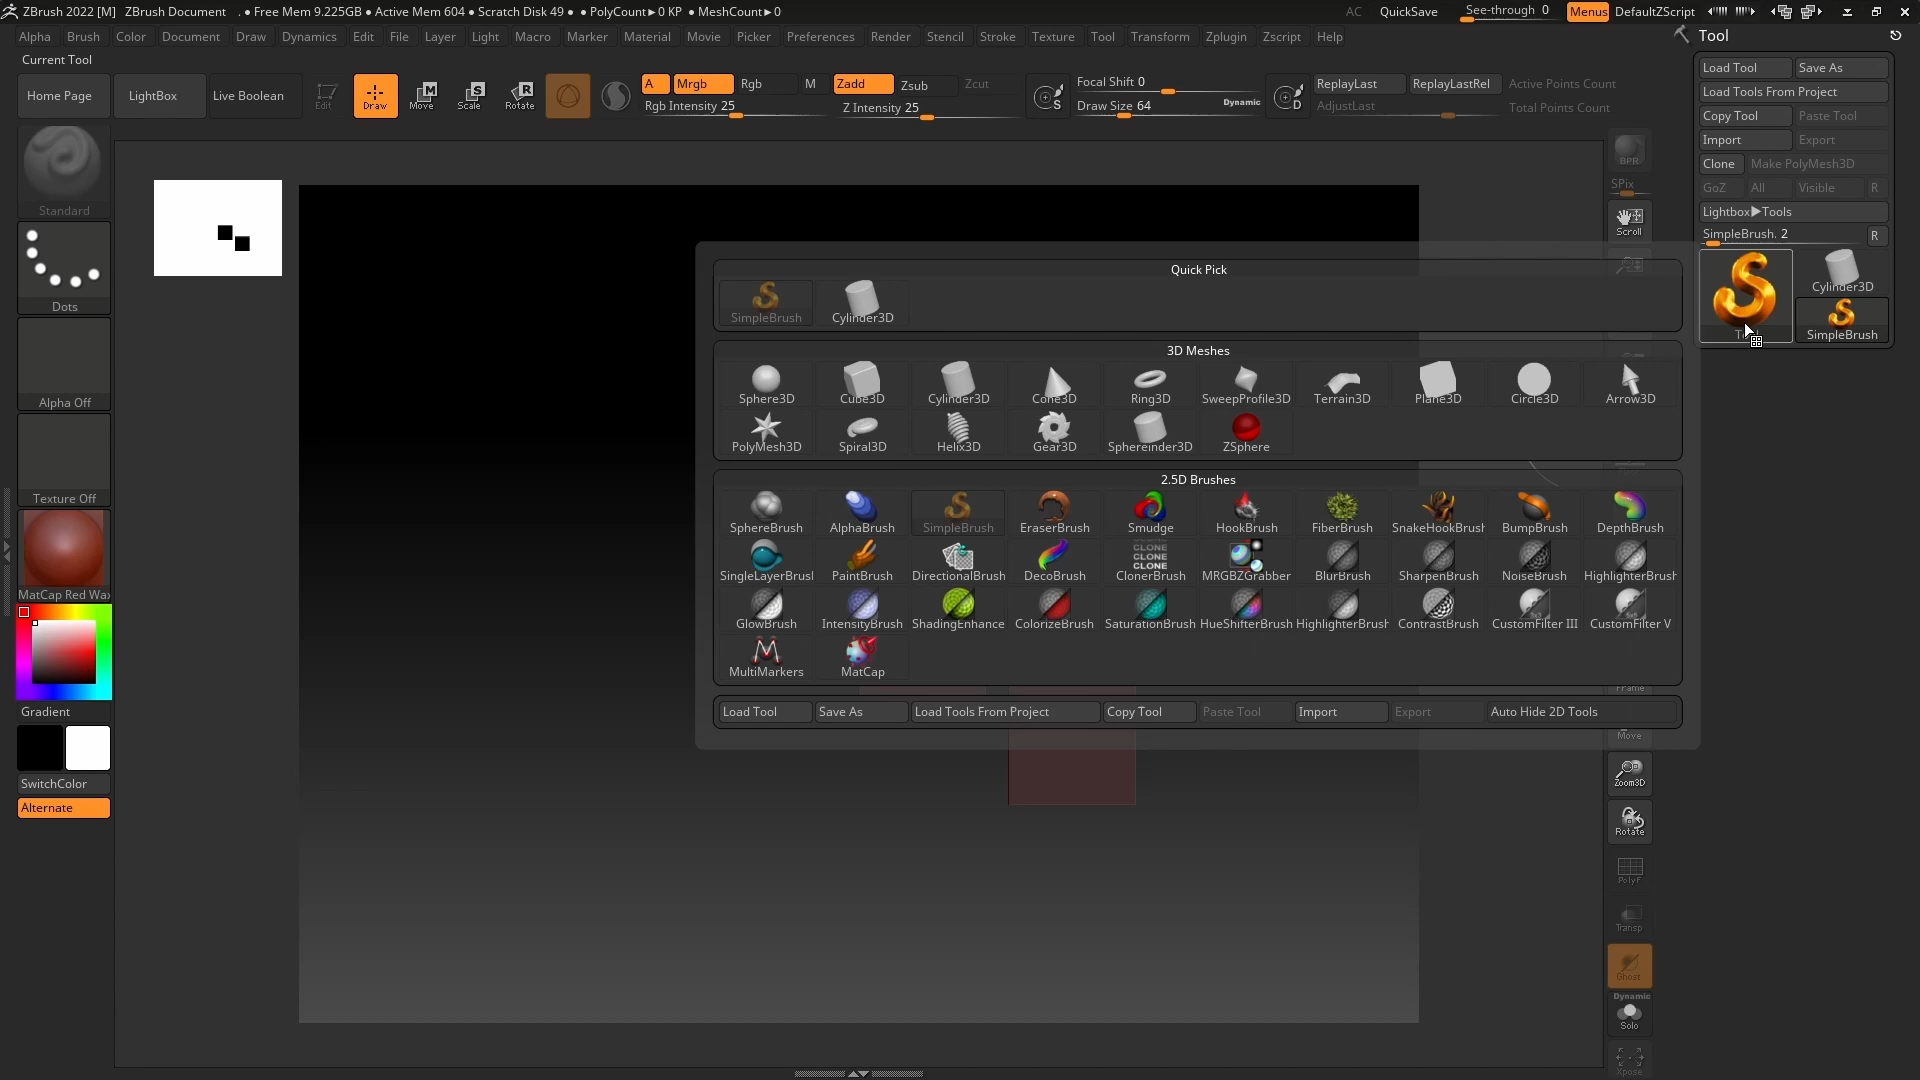 ZBrush 2022 [M] ZBrush Document . ● Free Mem 9.225GB ● Active Mem 604 ● Scratch Disk 49 ● ● PolyCount►0 KP ● MeshCount►0 AC QuickSave See-through 0 Menus DefaultZScript
Alpha Brush Color Document Draw Dynamics Edit File Layer Light Macro Marker Material Movie Picker Preferences Render Stencil Stroke Texture Tool Transform Zplugin Zscript Help
Tool
Current Tool
Home Page LightBox Live Boolean Edit Draw Move Scale Rotate
A Mrgb Rgb M Zadd Zsub Zcut
Rgb Intensity 25 Z Intensity 25
Focal Shift 0
Draw Size 64 Dynamic
S D
ReplayLast ReplayLastRel Active Points Count
AdjustLast Total Points Count
Load Tool Save As
Load Tools From Project
Copy Tool Paste Tool
Import Export
Clone Make PolyMesh3D
GoZ All Visible R
Lightbox►Tools
SimpleBrush. 2 R
Cylinder3D
SimpleBrush
Standard
Dots
Alpha Off
Texture Off
MatCap Red Wax
Gradient
SwitchColor
Alternate
Quick Pick
SimpleBrush Cylinder3D
3D Meshes
Sphere3D Cube3D Cylinder3D Cone3D Ring3D SweepProfile3D Terrain3D Plane3D Circle3D Arrow3D
PolyMesh3D Spiral3D Helix3D Gear3D Sphereinder3D ZSphere
2.5D Brushes
SphereBrush AlphaBrush SimpleBrush EraserBrush Smudge HookBrush FiberBrush SnakeHookBrush BumpBrush DepthBrush
CLONE
CLONE
CLONE
SingleLayerBrusl PaintBrush DirectionalBrush DecoBrush ClonerBrush MRGBZGrabber BlurBrush SharpenBrush NoiseBrush HighlighterBrush
GlowBrush IntensityBrush ShadingEnhance ColorizeBrush SaturationBrush HueShifterBrush HighlighterBrush ContrastBrush CustomFilter III CustomFilter V
MultiMarkers MatCap
Load Tool Save As Load Tools From Project Copy Tool Paste Tool Import Export Auto Hide 2D Tools
BPR
SPix
Scroll
Frame
Move
Zoom3D
Rotate
PolyF
Transp
Ghost
Dynamic
Solo
Xpose